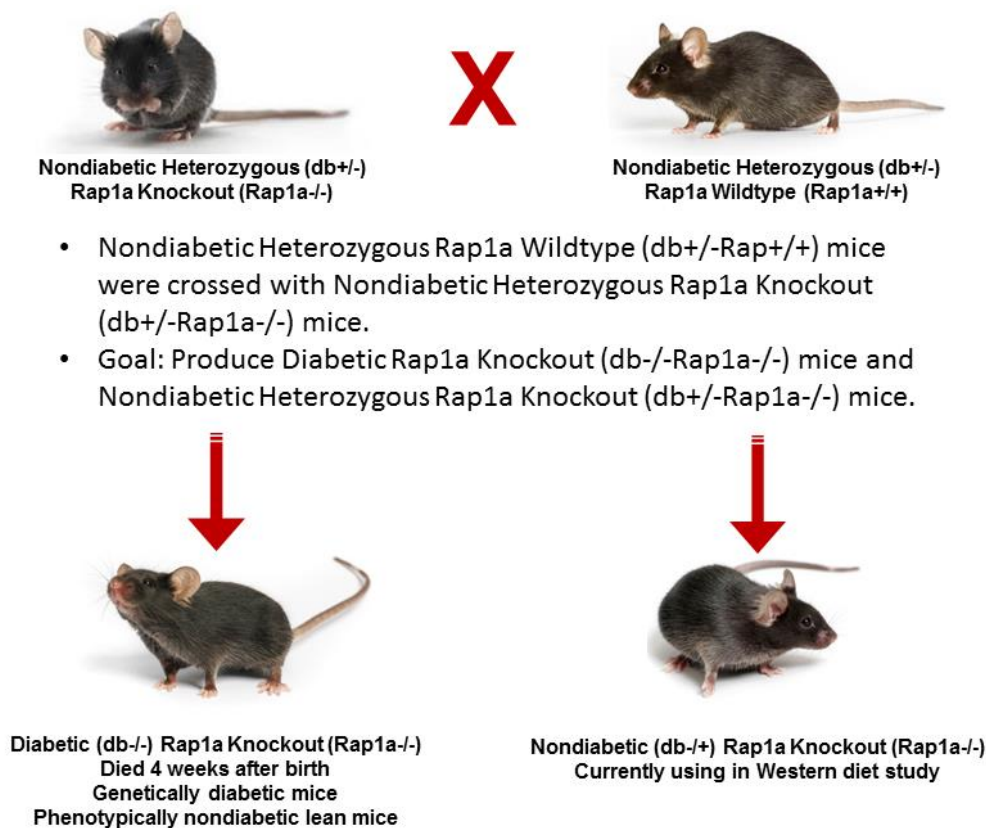 X
Nondiabetic Heterozygous (db+/-)
Rap1a Knockout (Rap1a-/-)
Nondiabetic Heterozygous (db+/-)
Rap1a Wildtype (Rap1a+/+)
• Nondiabetic Heterozygous Rap1a Wildtype (db+/-Rap+/+) mice
were crossed with Nondiabetic Heterozygous Rap1a Knockout
(db+/-Rap1a-/-) mice.
• Goal: Produce Diabetic Rap1a Knockout (db-/-Rap1a-/-) mice and
Nondiabetic Heterozygous Rap1a Knockout (db+/-Rap1a-/-) mice.
Diabetic (db-/-) Rap1a Knockout (Rap1a-/-)
Died 4 weeks after birth
Genetically diabetic mice
Phenotypically nondiabetic lean mice
Nondiabetic (db-/+) Rap1a Knockout (Rap1a-/-)
Currently using in Western diet study